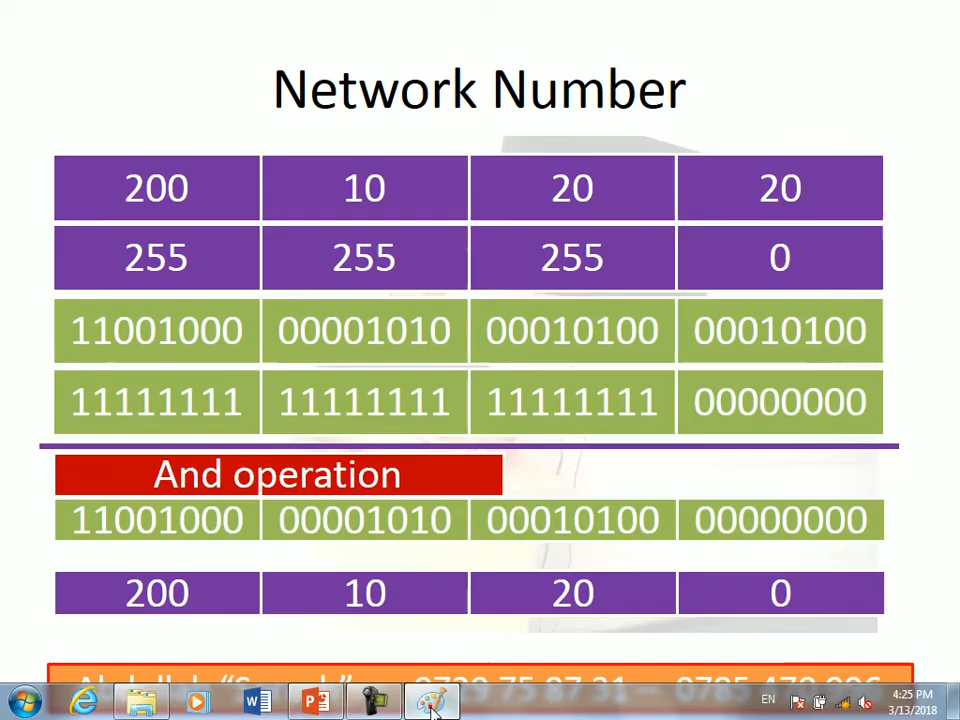 Network Number
200 10 20 20
255 255 255 0
11001000 00001010 00010100 00010100
11111111 11111111 11111111 00000000
And operation
11001000 00001010 00010100 00000000
200 10 20 0
EN
4:25 PM
3/13/2018